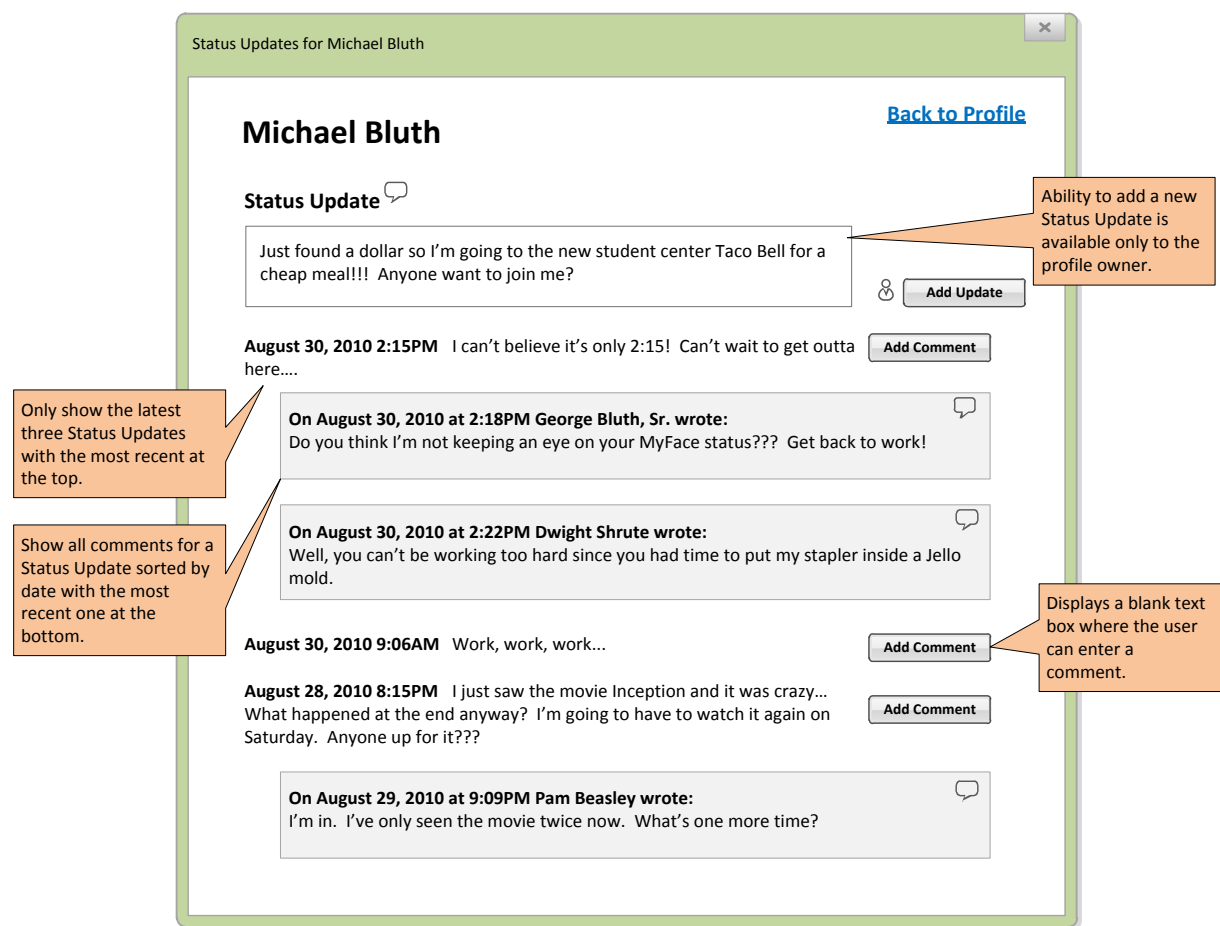 Status Updates for Michael Bluth
Michael Bluth
Back to Profile
Status Update
Just found a dollar so I'm going to the new student center Taco Bell for a
cheap meal!!!  Anyone want to join me?
Add Update
Ability to add a new
Status Update is
available only to the
profile owner.
August 30, 2010 2:15PM   I can't believe it's only 2:15!  Can't wait to get outta
here….
Add Comment
Only show the latest
three Status Updates
with the most recent at
the top.
On August 30, 2010 at 2:18PM George Bluth, Sr. wrote:
Do you think I'm not keeping an eye on your MyFace status???  Get back to work!
Show all comments for a
Status Update sorted by
date with the most
recent one at the
bottom.
On August 30, 2010 at 2:22PM Dwight Shrute wrote:
Well, you can't be working too hard since you had time to put my stapler inside a Jello
mold.
August 30, 2010 9:06AM   Work, work, work...
Add Comment
Displays a blank text
box where the user
can enter a
comment.
August 28, 2010 8:15PM   I just saw the movie Inception and it was crazy…
What happened at the end anyway?  I'm going to have to watch it again on
Saturday.  Anyone up for it???
Add Comment
On August 29, 2010 at 9:09PM Pam Beasley wrote:
I'm in.  I've only seen the movie twice now.  What's one more time?